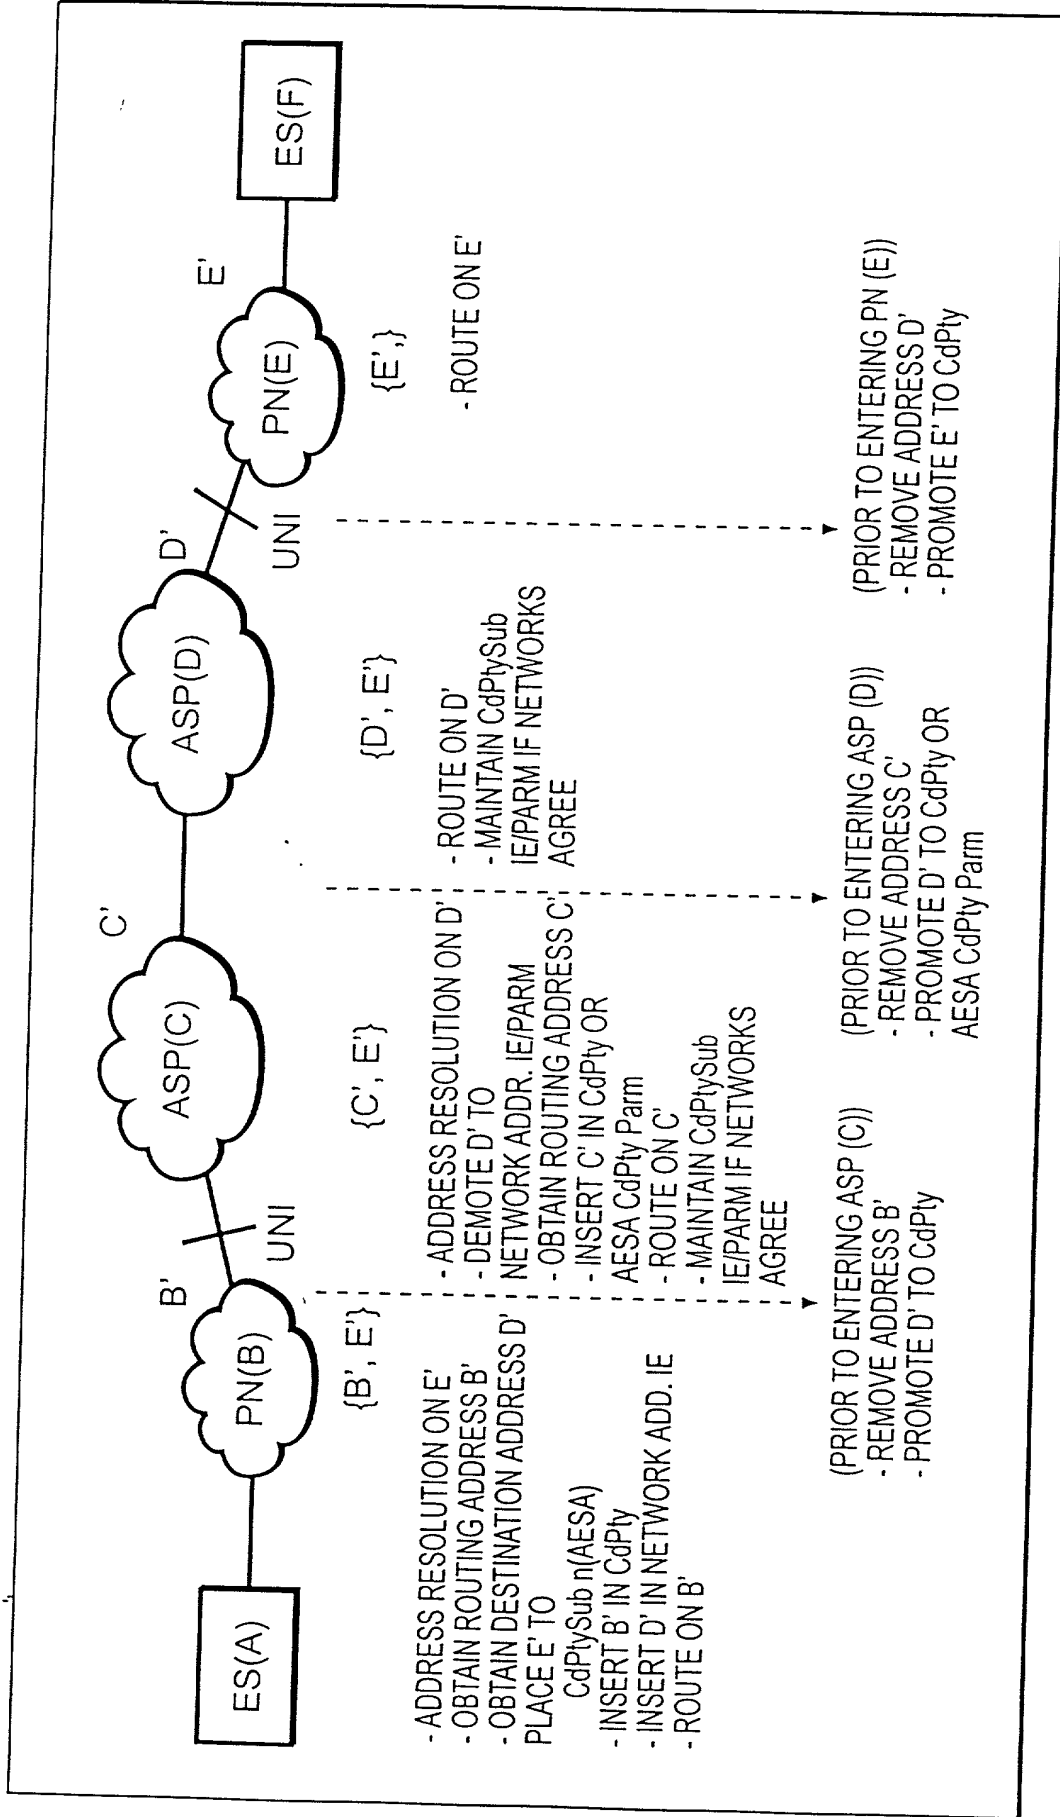 ES(A)
PN(B)
B'
UNI
ASP(C)
C'
ASP(D)
D'
UNI
PN(E)
E'
ES(F)
{B', E'}
- ADDRESS RESOLUTION ON E'
- OBTAIN ROUTING ADDRESS B'
- OBTAIN DESTINATION ADDRESS D'
PLACE E' TO
CdPtySub n(AESA)
- INSERT B' IN CdPty
- INSERT D' IN NETWORK ADD. IE
- ROUTE ON B'
{C', E'}
- ADDRESS RESOLUTION ON D'
- DEMOTE D' TO
NETWORK ADDR. IE/PARM
- OBTAIN ROUTING ADDRESS C'
- INSERT C' IN CdPty OR
AESA CdPty Parm
- ROUTE ON C'
- MAINTAIN CdPtySub
IE/PARM IF NETWORKS
AGREE
{D', E'}
- ROUTE ON D'
- MAINTAIN CdPtySub
IE/PARM IF NETWORKS
AGREE
{E',}
- ROUTE ON E'
(PRIOR TO ENTERING ASP (C))
- REMOVE ADDRESS B'
- PROMOTE D' TO CdPty
(PRIOR TO ENTERING ASP (D))
- REMOVE ADDRESS C'
- PROMOTE D' TO CdPty OR
AESA CdPty Parm
(PRIOR TO ENTERING PN (E))
- REMOVE ADDRESS D'
- PROMOTE E' TO CdPty